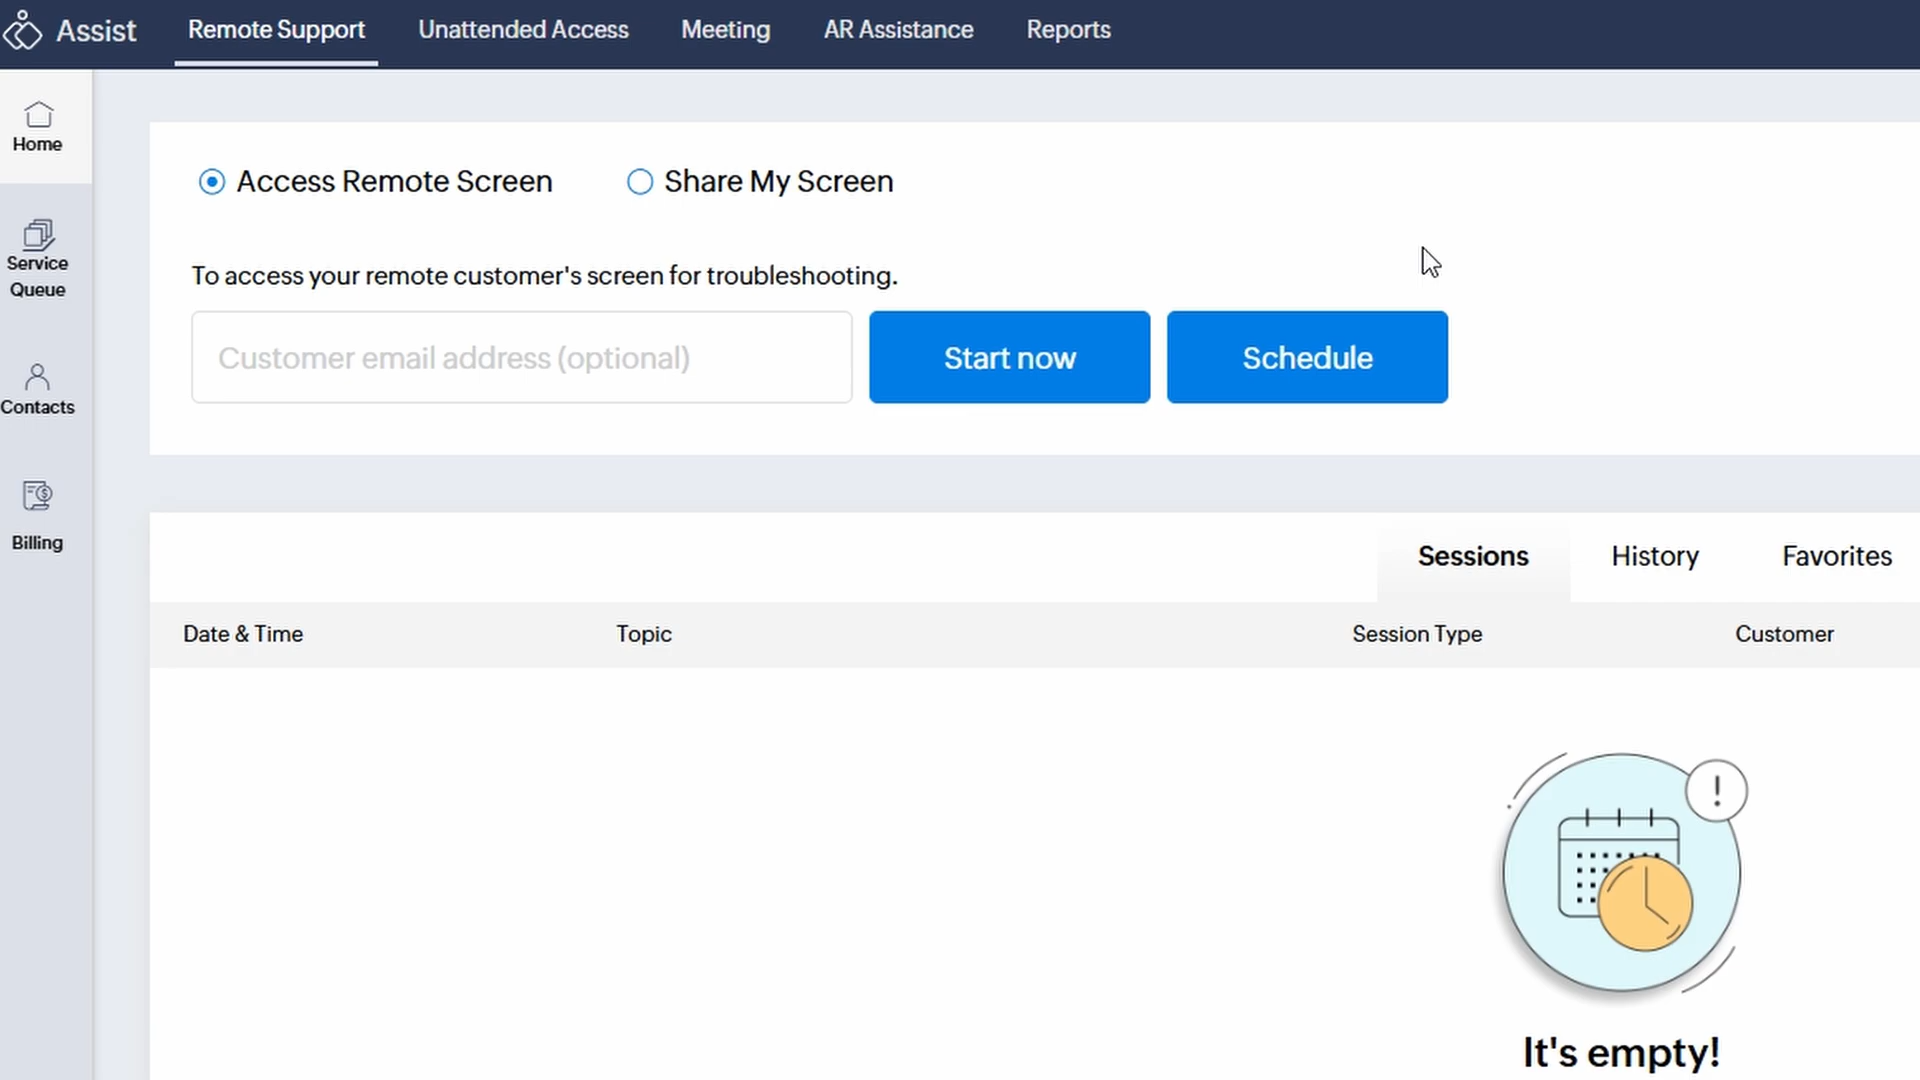 Assist
Remote Support
Unattended Access
Meeting
AR Assistance
Reports
Home
Service
Queue
Contacts
Billing
Access Remote Screen
Share My Screen
To access your remote customer's screen for troubleshooting.
Customer email address (optional)
Start now
Schedule
Sessions
History
Favorites
Date & Time
Topic
Session Type
Customer
!
It's empty!